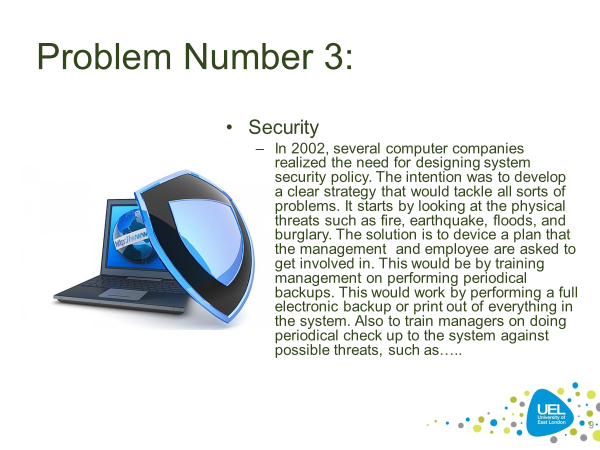 Problem Number 3:
• Security
– In 2002, several computer companies
realized the need for designing system
security policy. The intention was to develop
a clear strategy that would tackle all sorts of
problems. It starts by looking at the physical
threats such as fire, earthquake, floods, and
burglary. The solution is to device a plan that
the management and employee are asked to
get involved in. This would be by training
management on performing periodical
backups. This would work by performing a full
electronic backup or print out of everything in
the system. Also to train managers on doing
periodical check up to the system against
possible threats, such as…..
http://www
UEL
University of
East London
9